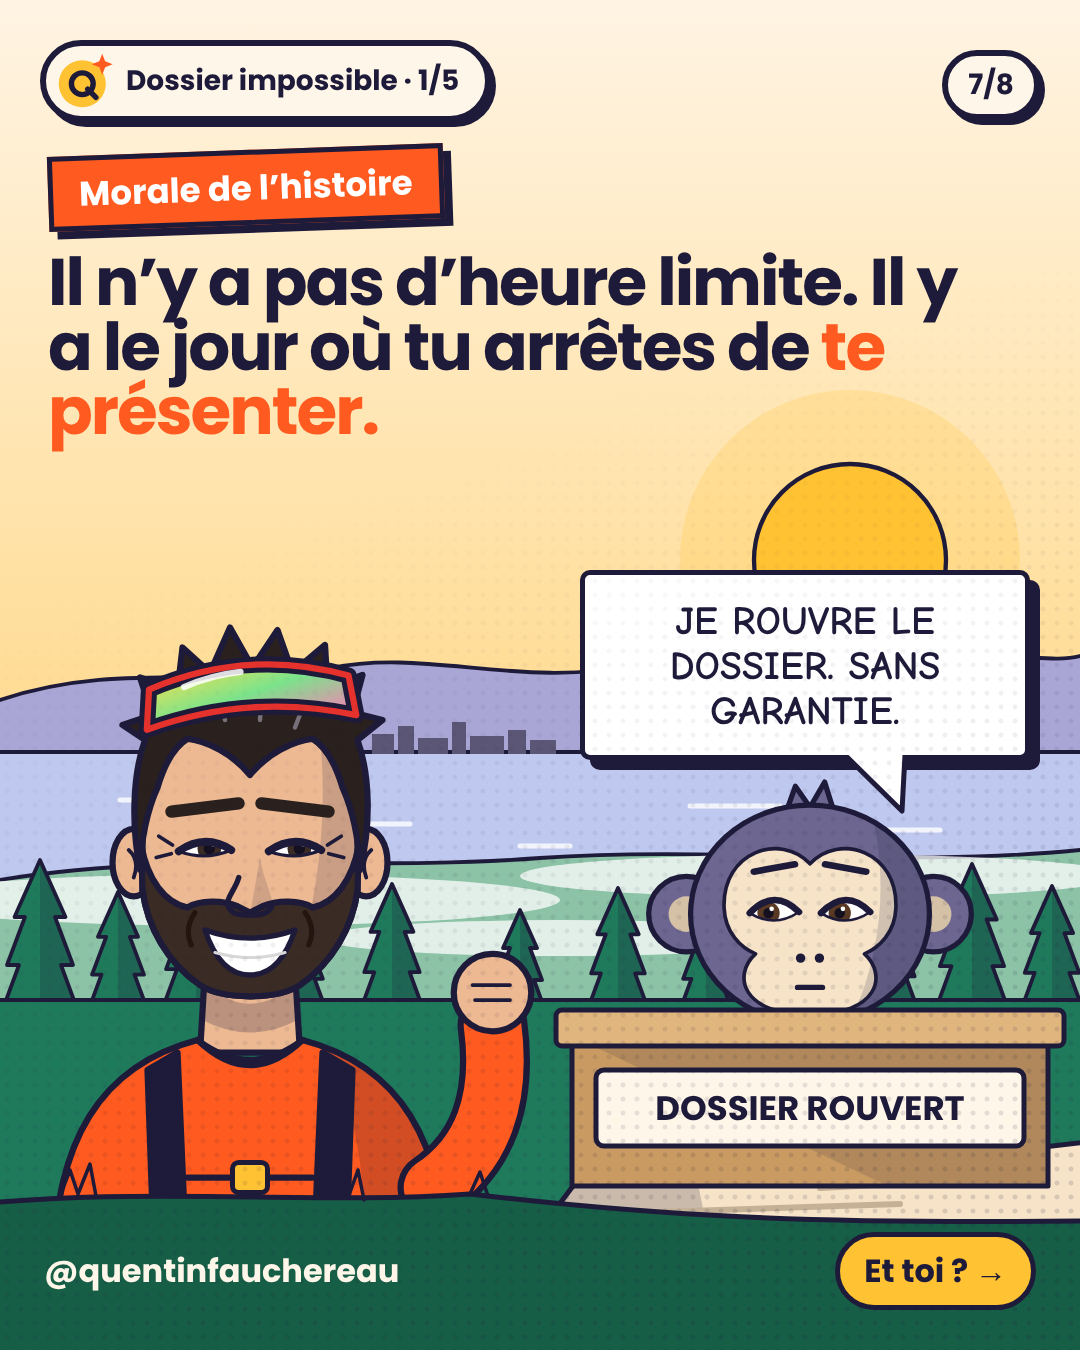 Q
Dossier impossible · 1/5
7/8
Morale de l’histoire
Il n’y a pas d’heure limite. Il y
a le jour où tu arrêtes de te
présenter.
JE ROUVRE LE
DOSSIER. SANS
GARANTIE.
DOSSIER ROUVERT
@quentinfauchereau
Et toi ? →